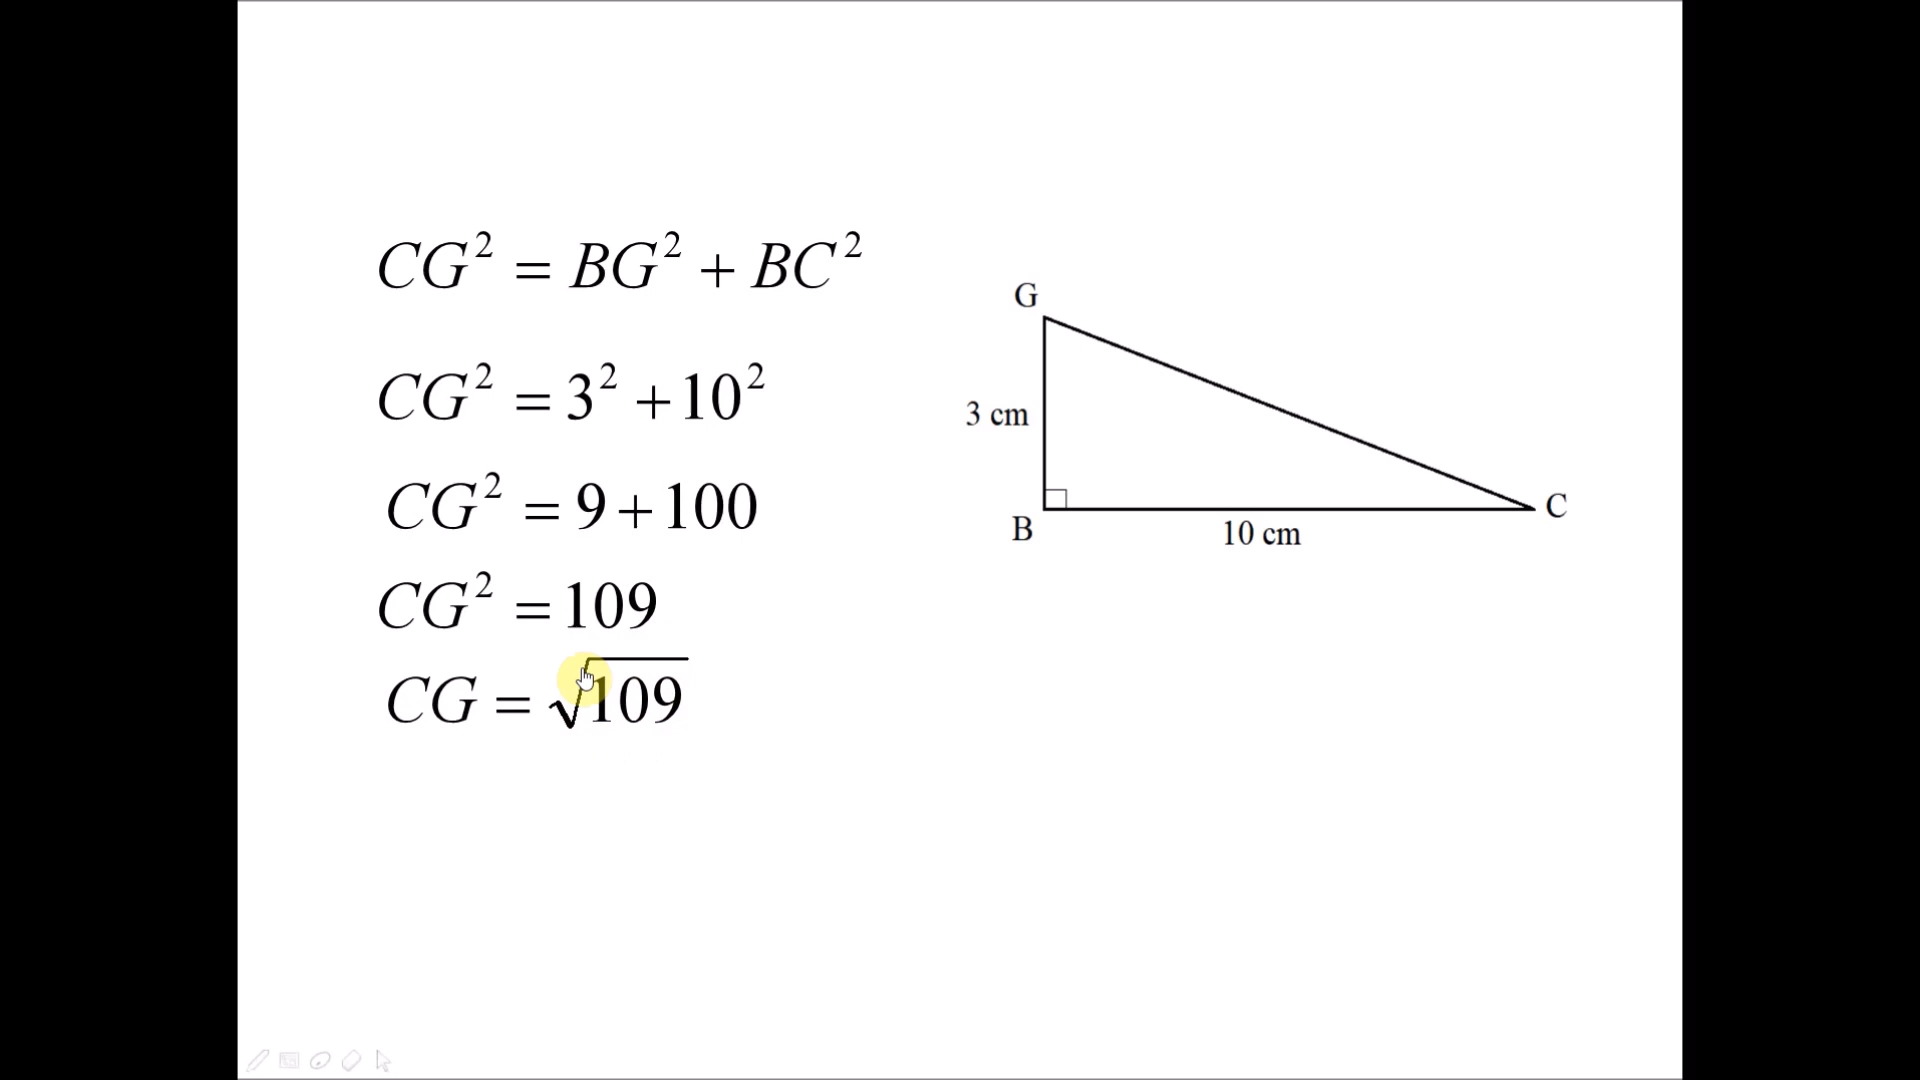 CG² = BG² + BC²
CG² = 3² + 10²
CG² = 9 + 100
CG² = 109
CG = √109
G
3 cm
B
10 cm
C